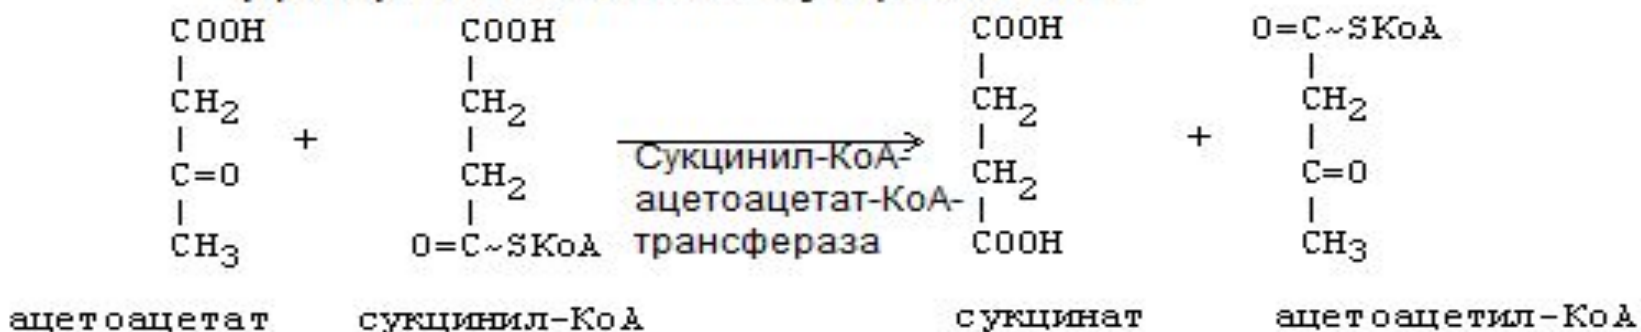 COOH COOH COOH O=C~SKoA
| | | |
CH2 CH2 CH2 CH2
| + | | + |
C=O CH2 Сукцинил-КоА- CH2 C=O
| | ацетоацетат-КоА- | |
CH3 O=C~SKoA трансфераза COOH CH3
ацетоацетат сукцинил-КоА сукцинат ацетоацетил-КоА